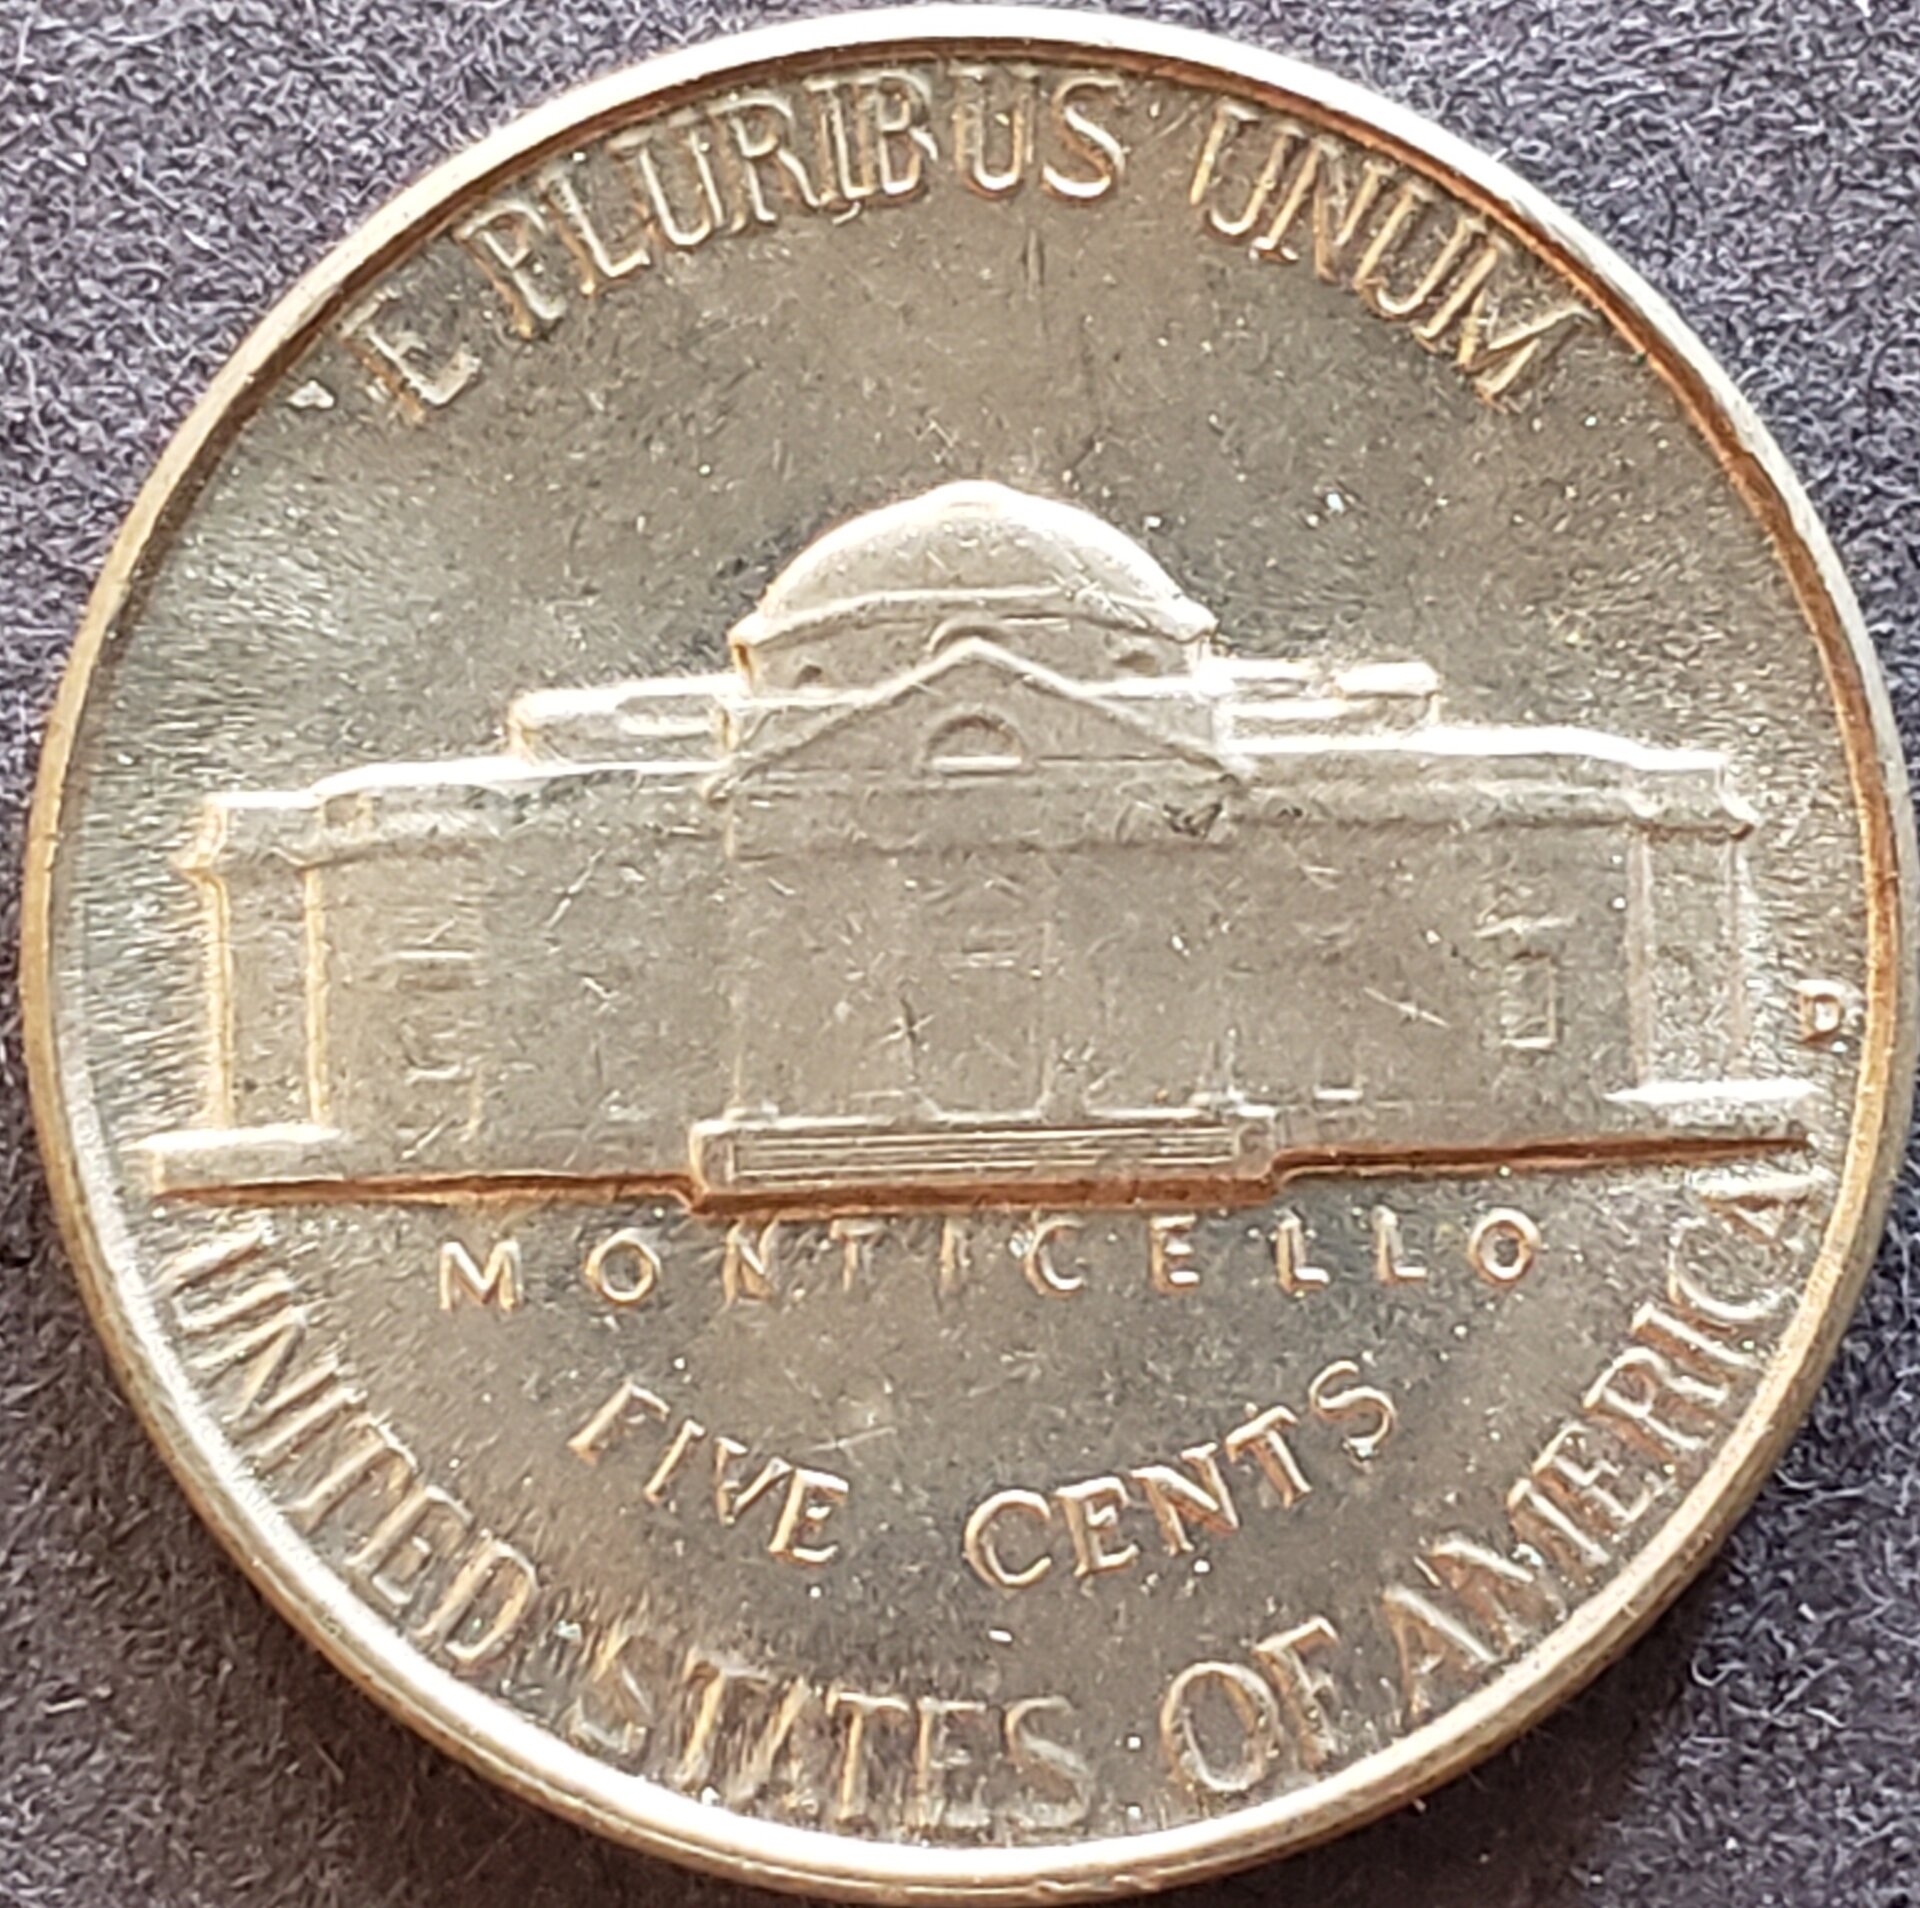 E PLURIBUS UNUM
D
MONTICELLO
FIVE CENTS
UNITED STATES OF AMERICA